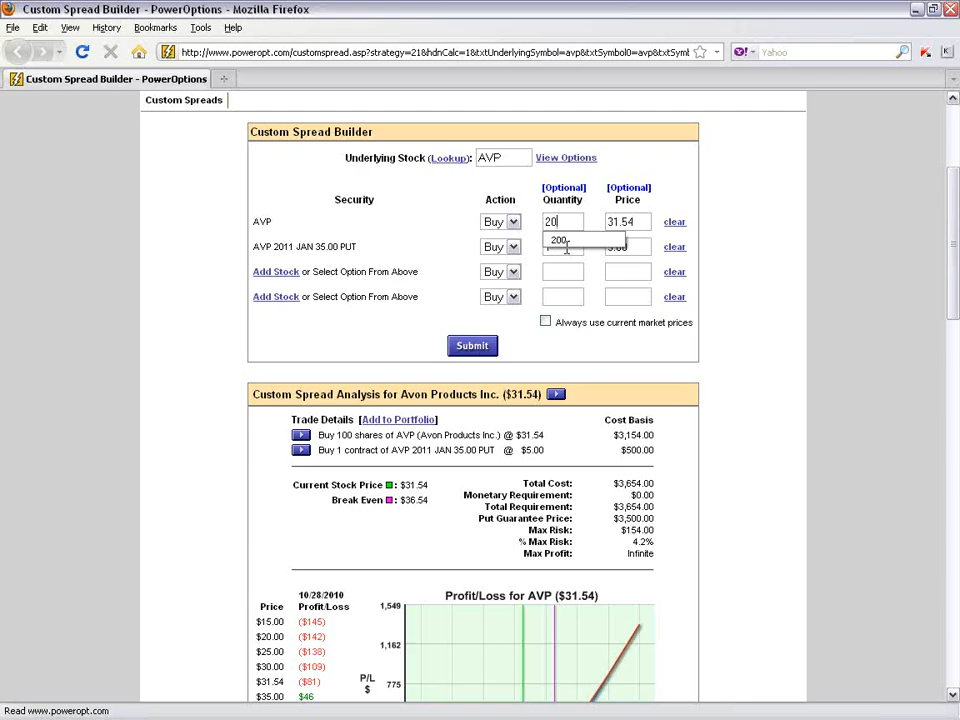 Custom Spread Builder - PowerOptions - Mozilla Firefox
File Edit View History Bookmarks Tools Help
http://www.poweropt.com/customspread.asp?strategy=21&hdnCalc=1&txtUnderlyingSymbol=avp&txtSymbol0=avp&txtSymb
Yahoo
Custom Spread Builder - PowerOptions
Custom Spreads
Custom Spread Builder
Underlying Stock (Lookup): AVP View Options
[Optional] [Optional]
Security Action Quantity Price
AVP Buy 20 31.54 clear
200
AVP 2011 JAN 35.00 PUT Buy clear
Add Stock or Select Option From Above Buy clear
Add Stock or Select Option From Above Buy clear
Always use current market prices
Submit
Custom Spread Analysis for Avon Products Inc. ($31.54)
Trade Details [Add to Portfolio] Cost Basis
Buy 100 shares of AVP (Avon Products Inc.) @ $31.54 $3,154.00
Buy 1 contract of AVP 2011 JAN 35.00 PUT @ $5.00 $500.00
Current Stock Price : $31.54
Break Even : $36.54
Total Cost: $3,654.00
Monetary Requirement: $0.00
Total Requirement: $3,654.00
Put Guarantee Price: $3,500.00
Max Risk: $154.00
% Max Risk: 4.2%
Max Profit: Infinite
10/28/2010
Price Profit/Loss
$15.00 ($145)
$20.00 ($142)
$25.00 ($138)
$30.00 ($109)
$31.54 ($81)
$35.00 $46
Profit/Loss for AVP ($31.54)
1,549
1,162
775
P/L
$
Read www.poweropt.com